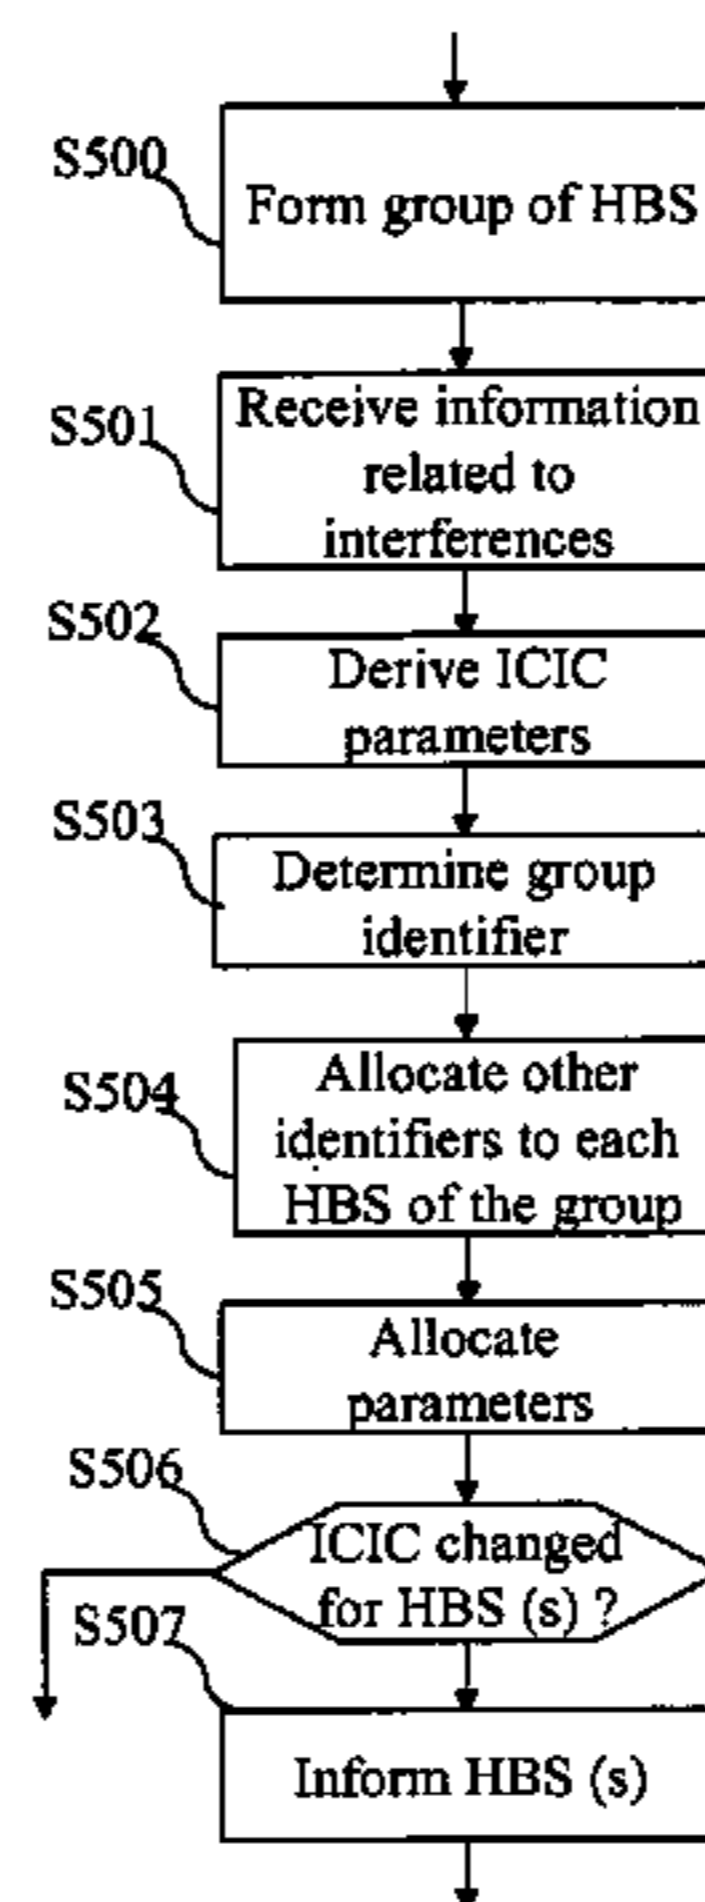 S500
Form group of HBS
S501
Receive information
related to
interferences
S502
Derive ICIC
parameters
S503
Determine group
identifier
S504
Allocate other
identifiers to each
HBS of the group
S505
Allocate
parameters
S506
ICIC changed
for HBS (s) ?
S507
Inform HBS (s)